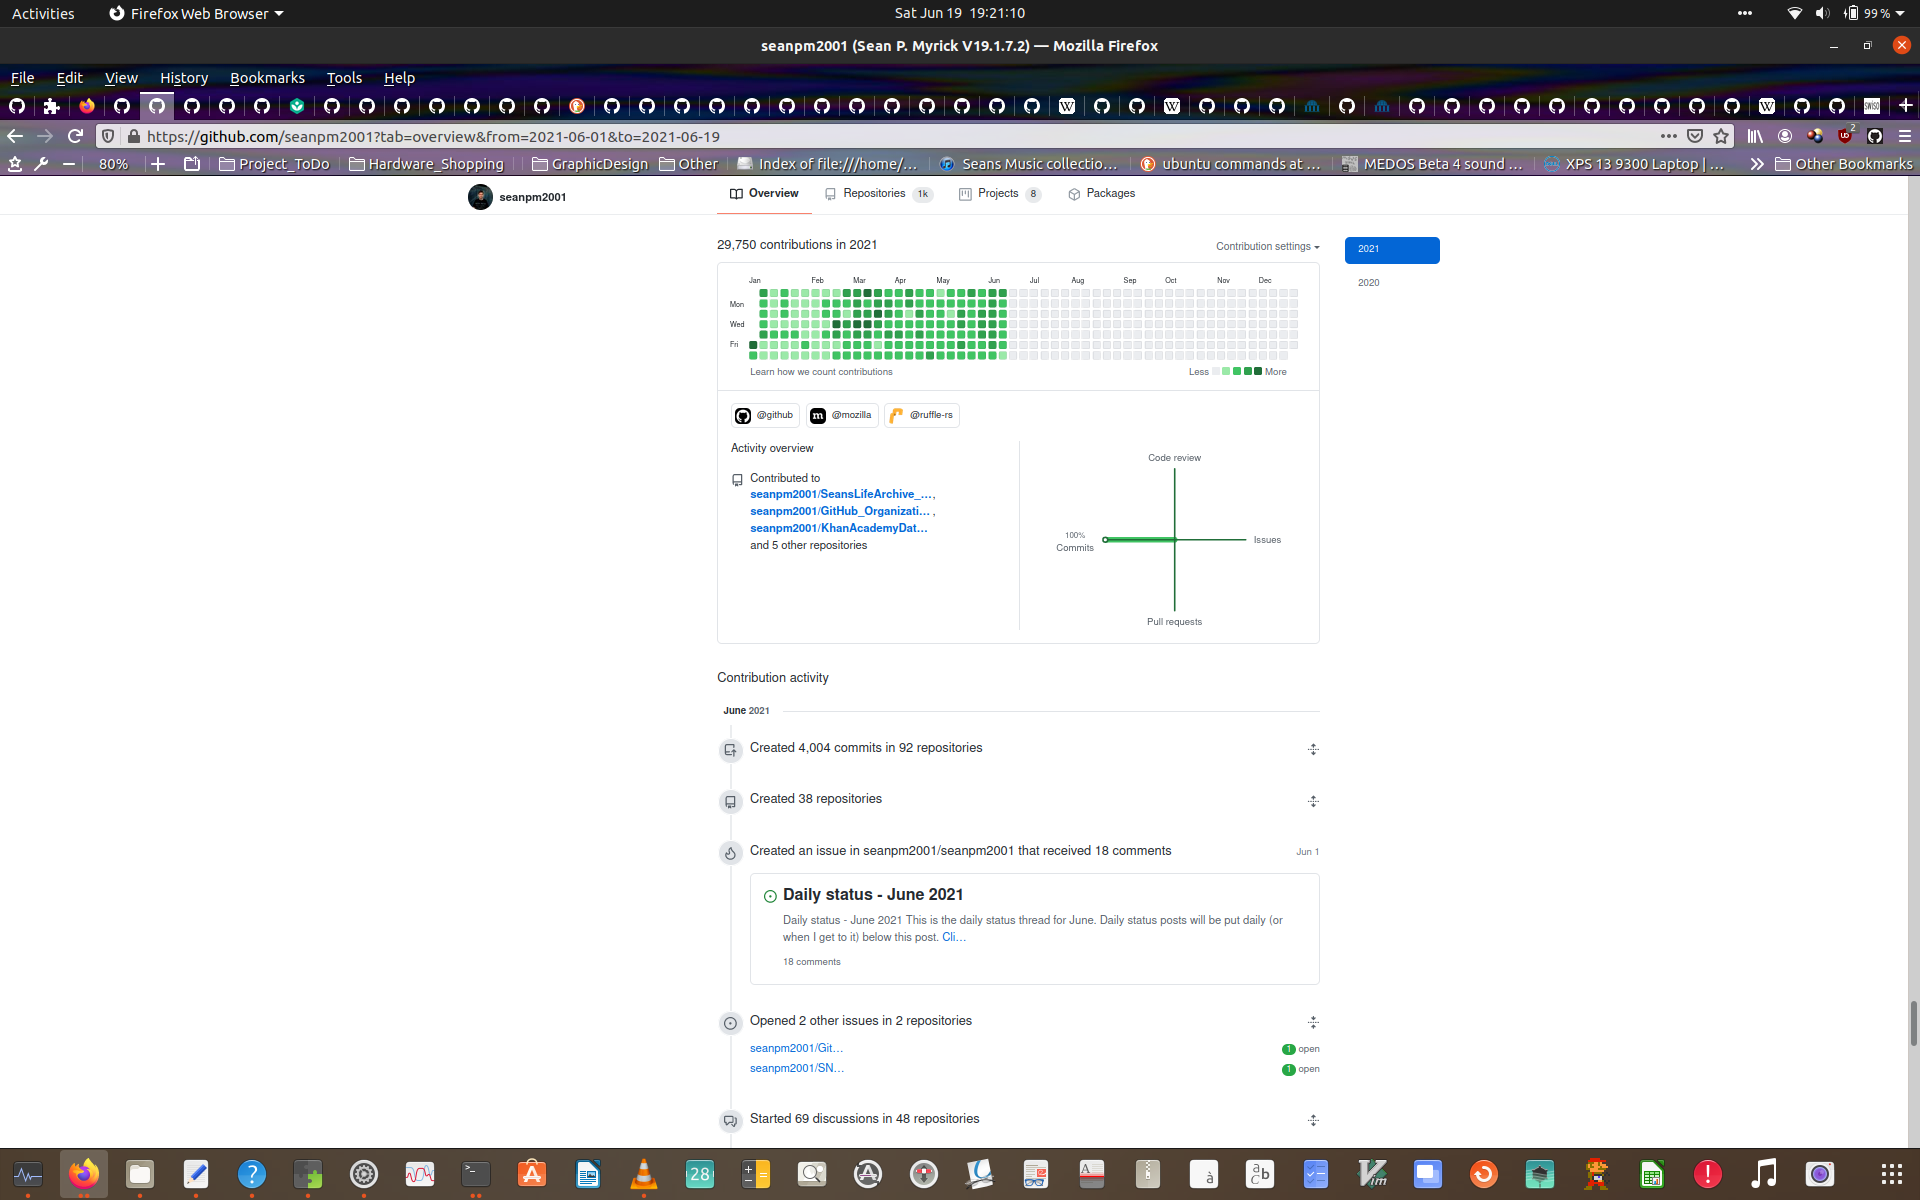 Activities
Firefox Web Browser
Sat Jun 19 19:21:10
99 %
seanpm2001 (Sean P. Myrick V19.1.7.2) — Mozilla Firefox
File Edit View History Bookmarks Tools Help
https://github.com/seanpm2001?tab=overview&from=2021-06-01&to=2021-06-19
2
80%
Project_ToDo
Hardware_Shopping
GraphicDesign
Other
Index of file:///home/...
Seans Music collectio...
ubuntu commands at ...
MEDOS Beta 4 sound ...
XPS 13 9300 Laptop | ...
Other Bookmarks
seanpm2001
Overview
Repositories 1k
Projects 8
Packages
29,750 contributions in 2021
Contribution settings
2021
2020
Jan Feb Mar Apr May Jun Jul Aug Sep Oct Nov Dec
Mon
Wed
Fri
Learn how we count contributions
Less
More
@github
@mozilla
@ruffle-rs
Activity overview
Contributed to
seanpm2001/SeansLifeArchive_...,
seanpm2001/GitHub_Organizati... ,
seanpm2001/KhanAcademyDat...
and 5 other repositories
Code review
100%
Commits
Issues
Pull requests
Contribution activity
June 2021
Created 4,004 commits in 92 repositories
Created 38 repositories
Created an issue in seanpm2001/seanpm2001 that received 18 comments
Jun 1
Daily status - June 2021
Daily status - June 2021 This is the daily status thread for June. Daily status posts will be put daily (or
when I get to it) below this post. Cli...
18 comments
Opened 2 other issues in 2 repositories
seanpm2001/Git...
1 open
seanpm2001/SN...
1 open
Started 69 discussions in 48 repositories
28